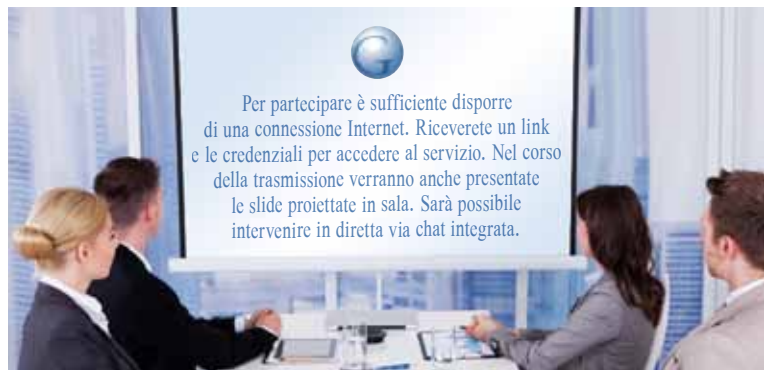 Per partecipare è sufficiente disporre
di una connessione Internet. Riceverete un link
e le credenziali per accedere al servizio. Nel corso
della trasmissione verranno anche presentate
le slide proiettate in sala. Sarà possibile
intervenire in diretta via chat integrata.